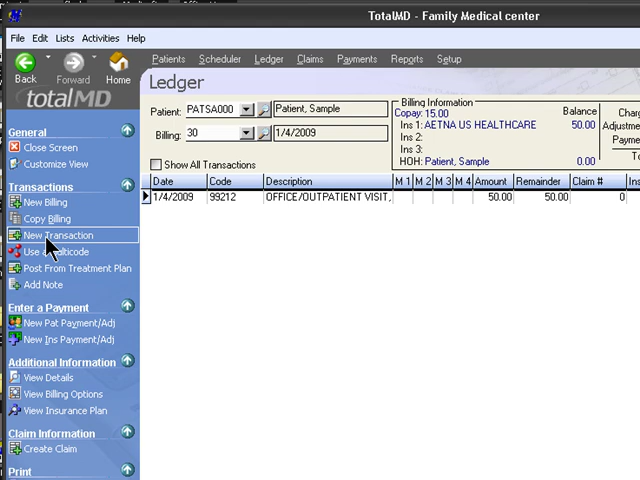 TotalMD - Family Medical center
File Edit Lists Transactions Help
Back Forward Home
Patients Scheduler Ledger Claims Payments Reports Setup
totalMD
Ledger
General
Close Screen
Customize View
Transactions
New Billing
Copy Billing
New Transaction
Use
Post From Treatment Plan
Add Note
Enter a Payment
New Pat Payment/Adj
New Ins Payment/Adj
Additional Information
View Details
View Billing Options
View Insurance Plan
Claim Information
Create Claim
Print
Patient: PATSA000 Patient, Sample
Billing: 30 1/4/2009
Show All Transactions
Billing Information
Copay: 15.00 Balance
Ins 1: AETNA US HEALTHCARE 50.00
Ins 2:
Ins 3:
HOH: Patient, Sample 0.00
Charg
Adjustme
Payme
To
Date Code Description M 1 M 2 M 3 M 4 Amount Remainder Claim # Ins
1/4/2009 99212 OFFICE/OUTPATIENT VISIT, 50.00 50.00 0